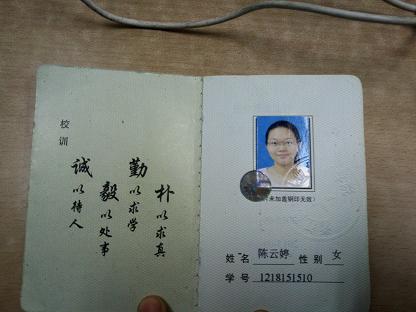 校训
勤以求学
朴以求真
诚以待人
毅以处事
(未加盖钢印无效)
姓名 陈云婷 性别 女
学号 1218151510